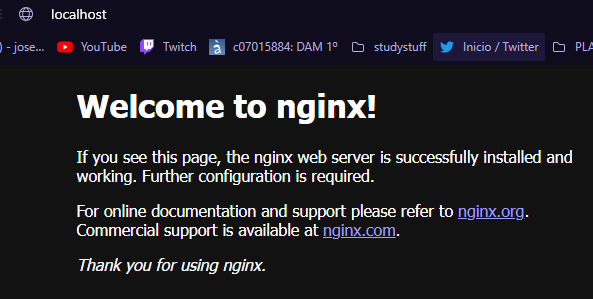 localhost
) - jose... YouTube Twitch c07015884: DAM 1º studystuff Inicio / Twitter PLA
Welcome to nginx!
If you see this page, the nginx web server is successfully installed and
working. Further configuration is required.
For online documentation and support please refer to nginx.org.
Commercial support is available at nginx.com.
Thank you for using nginx.